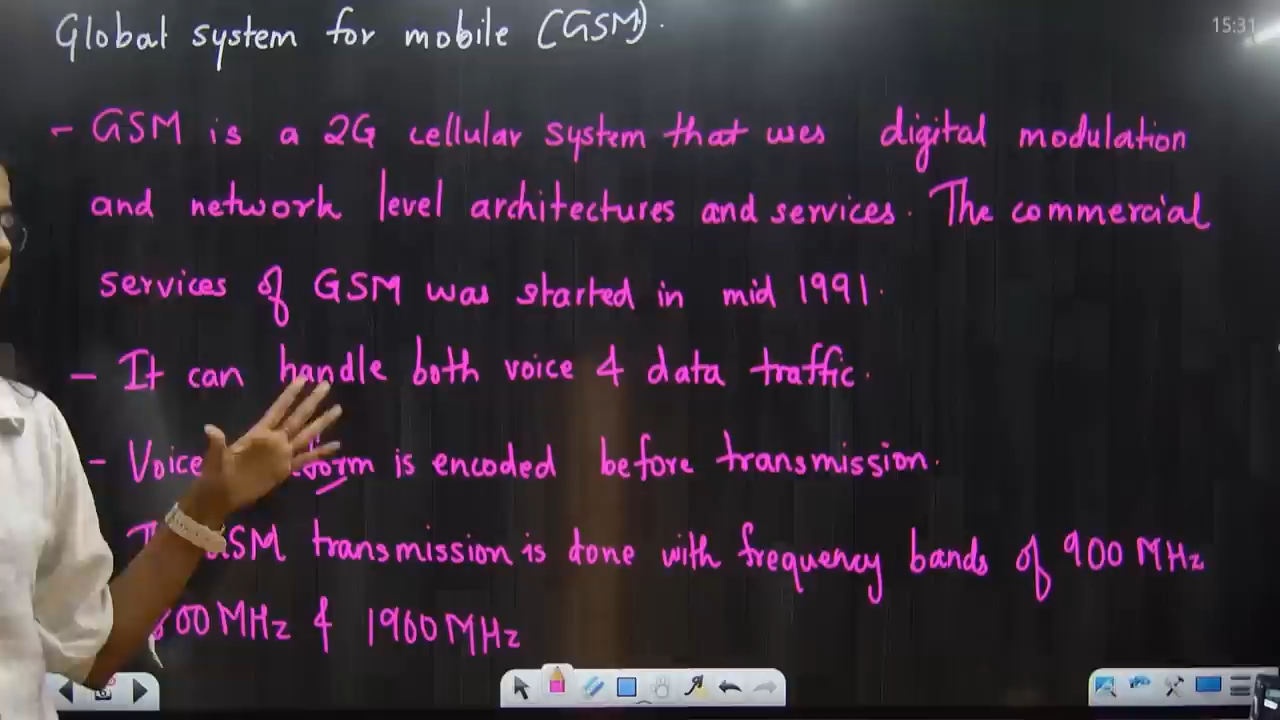 Global system for mobile (GSM).
15:31
- GSM is a 2G cellular system that uses digital modulation
and network level architectures and services. The commercial
services of GSM was started in mid 1991.
- It can handle both voice & data traffic.
- Voice is encoded before transmission.
GSM transmission is done with frequency bands of 900 MHz
MHz & 1900 MHz